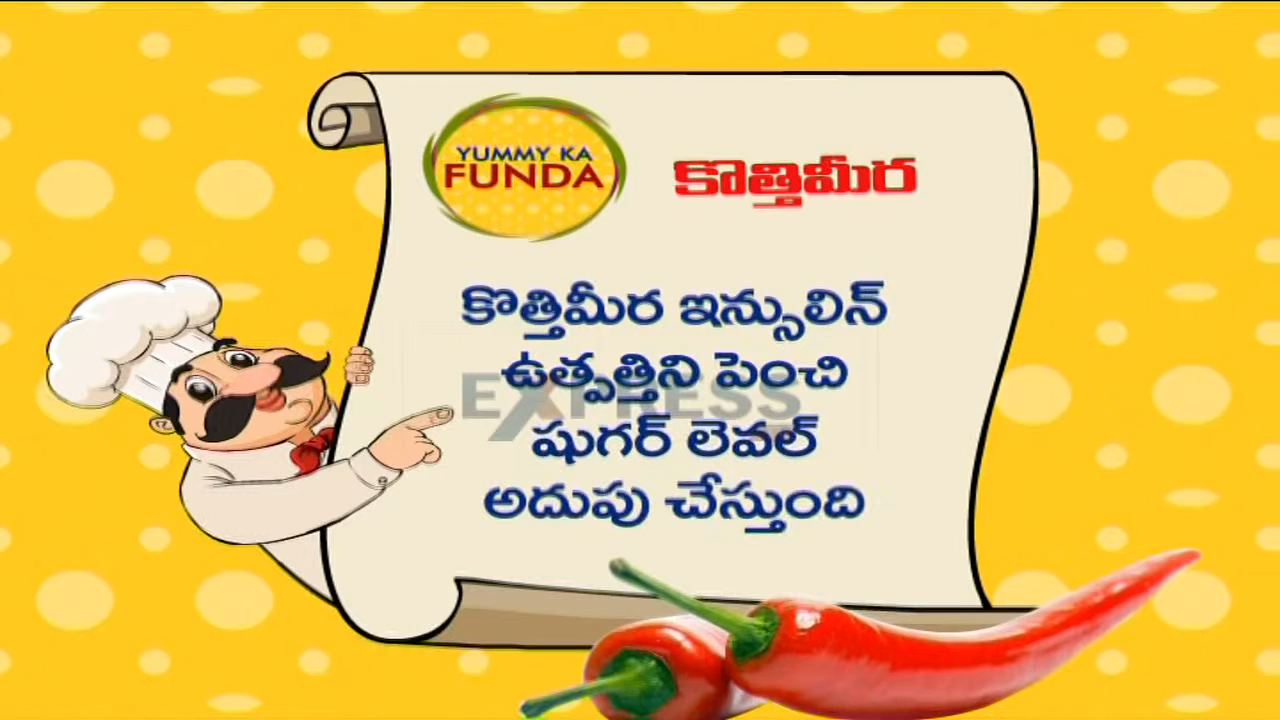 YUMMY KA
FUNDA
కొత్తిమీర
కొత్తిమీర ఇన్సులిన్
ఉత్పత్తిని పెంచి
EXPRESS
షుగర్ లెవల్
అదుపు చేస్తుంది